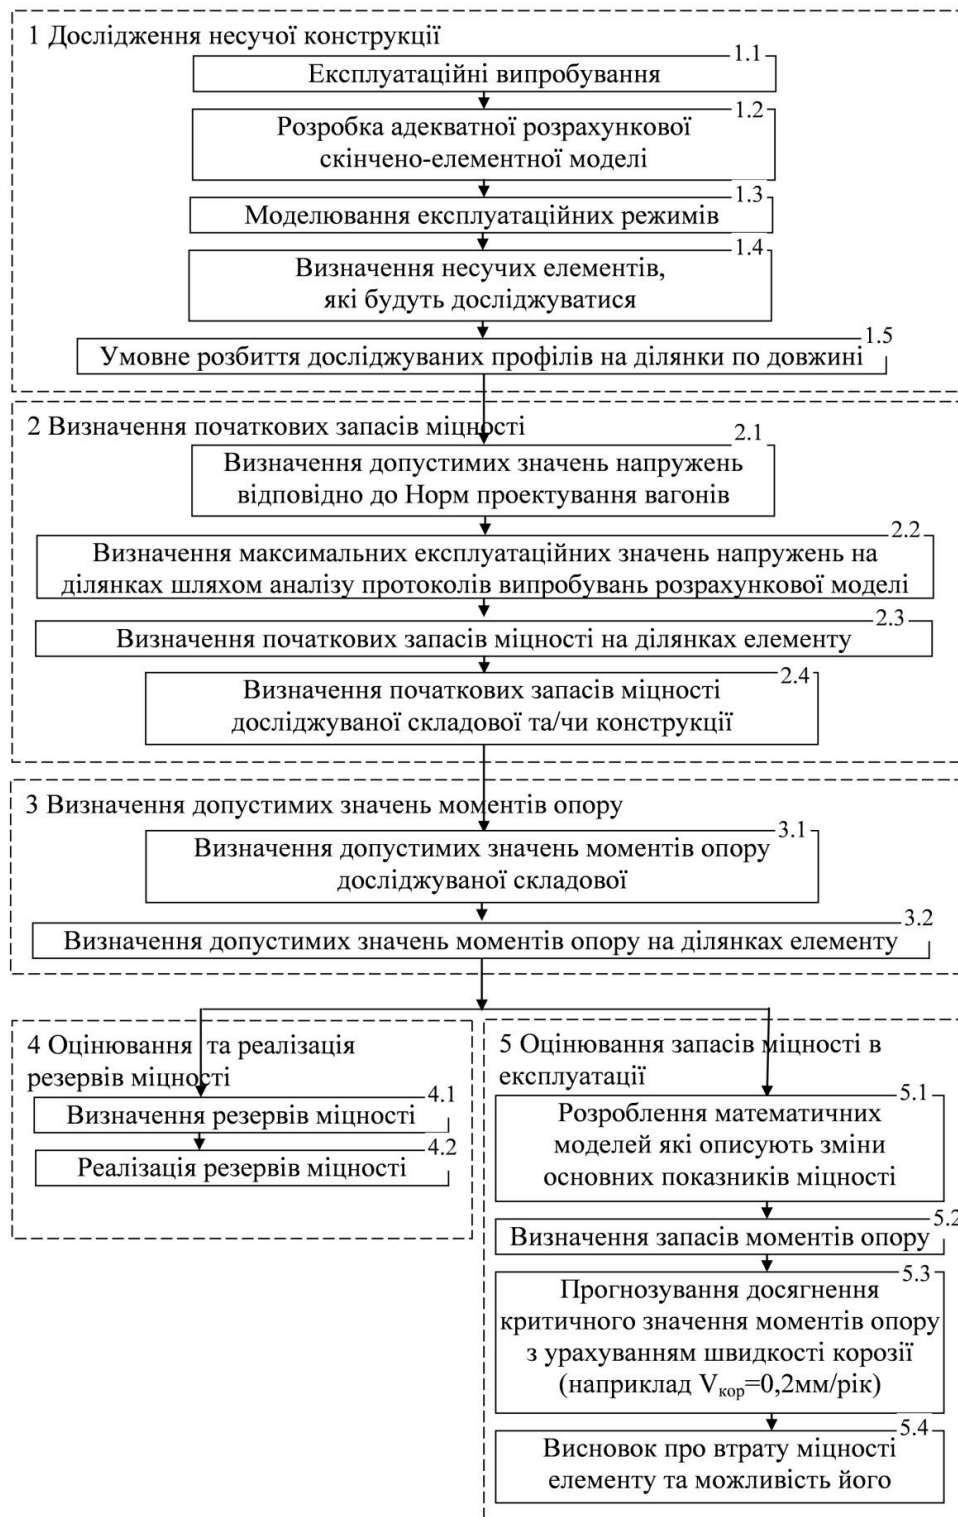 1 Дослідження несучої конструкції
1.1
Експлуатаційні випробування
1.2
Розробка адекватної розрахункової
скінчено-елементної моделі
1.3
Моделювання експлуатаційних режимів
1.4
Визначення несучих елементів,
які будуть досліджуватися
1.5
Умовне розбиття досліджуваних профілів на ділянки по довжині
2 Визначення початкових запасів міцності
2.1
Визначення допустимих значень напружень
відповідно до Норм проектування вагонів
2.2
Визначення максимальних експлуатаційних значень напружень на
ділянках шляхом аналізу протоколів випробувань розрахункової моделі
2.3
Визначення початкових запасів міцності на ділянках елементу
2.4
Визначення початкових запасів міцності
досліджуваної складової та/чи конструкції
3 Визначення допустимих значень моментів опору
3.1
Визначення допустимих значень моментів опору
досліджуваної складової
3.2
Визначення допустимих значень моментів опору на ділянках елементу
4 Оцінювання та реалізація
резервів міцності
4.1
Визначення резервів міцності
4.2
Реалізація резервів міцності
5 Оцінювання запасів міцності в
експлуатації
5.1
Розроблення математичних
моделей які описують зміни
основних показників міцності
5.2
Визначення запасів моментів опору
5.3
Прогнозування досягнення
критичного значення моментів опору
з урахуванням швидкості корозії
(наприклад Vкор=0,2мм/рік)
5.4
Висновок про втрату міцності
елементу та можливість його